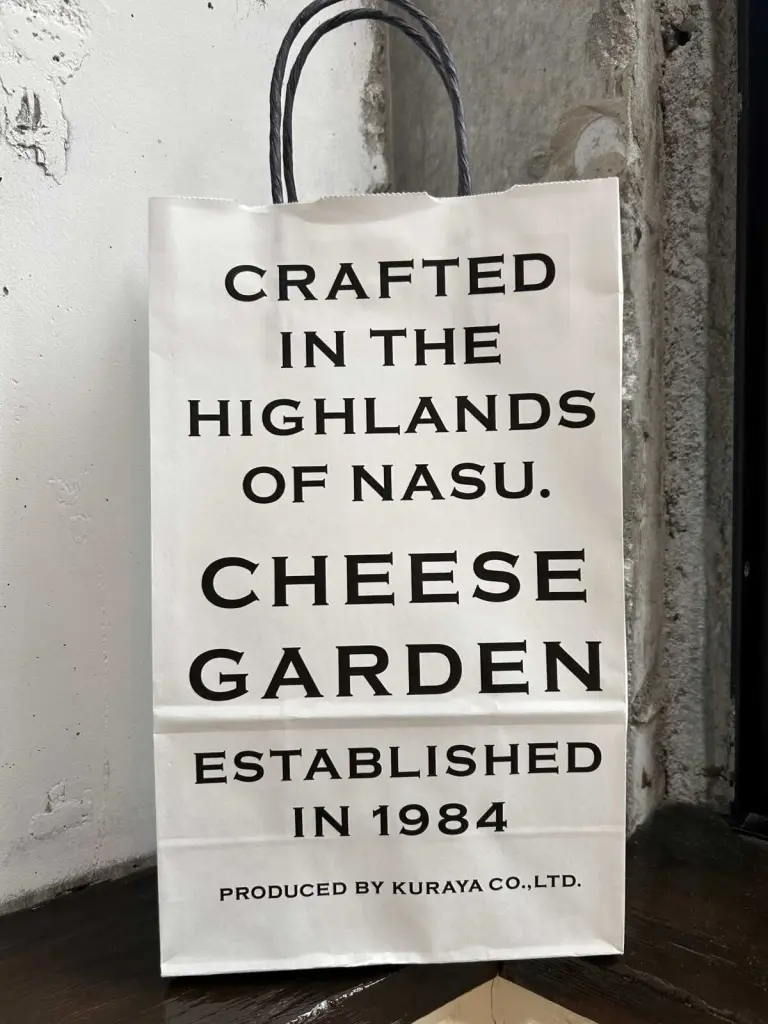 CRAFTED
IN THE
HIGHLANDS
OF NASU.
CHEESE
GARDEN
ESTABLISHED
IN 1984
PRODUCED BY KURAYA CO.,LTD.